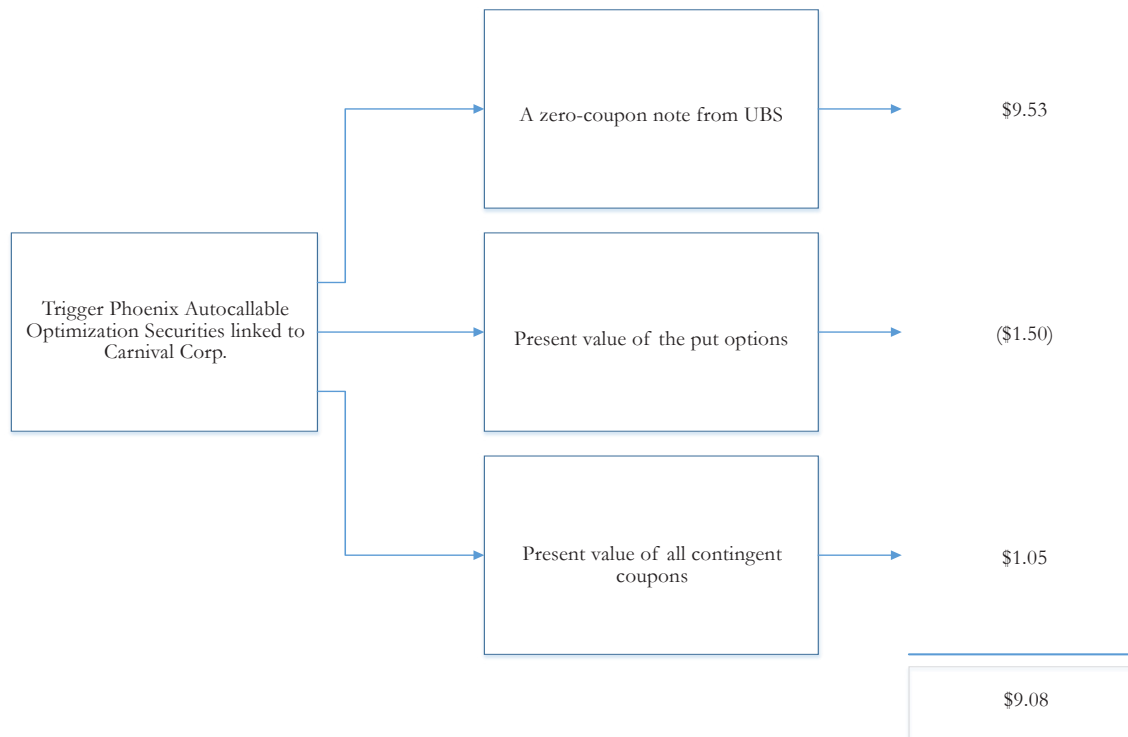 A zero-coupon note from UBS
$9.53
Trigger Phoenix Autocallable
Optimization Securities linked to
Carnival Corp.
Present value of the put options
($1.50)
Present value of all contingent
coupons
$1.05
$9.08